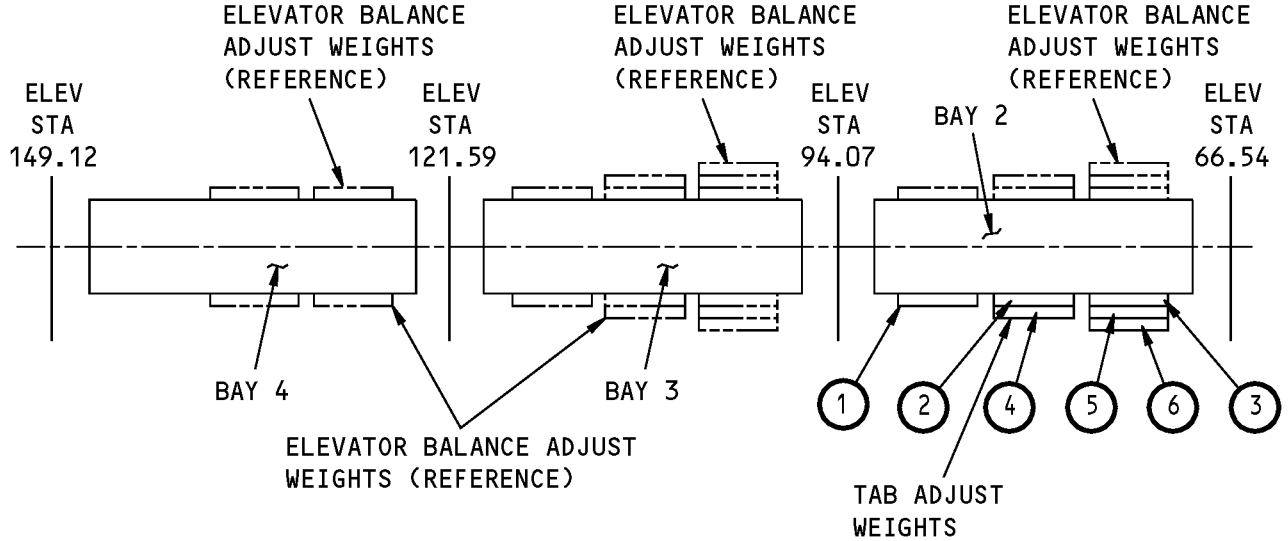 ELEVATOR BALANCE
ADJUST WEIGHTS
(REFERENCE)
ELEVATOR BALANCE
ADJUST WEIGHTS
(REFERENCE)
ELEVATOR BALANCE
ADJUST WEIGHTS
(REFERENCE)
ELEV
STA
149.12
ELEV
STA
121.59
ELEV
STA
94.07
BAY 2
ELEV
STA
66.54
BAY 4
BAY 3
1
2
4
5
6
3
ELEVATOR BALANCE ADJUST
WEIGHTS (REFERENCE)
TAB ADJUST
WEIGHTS